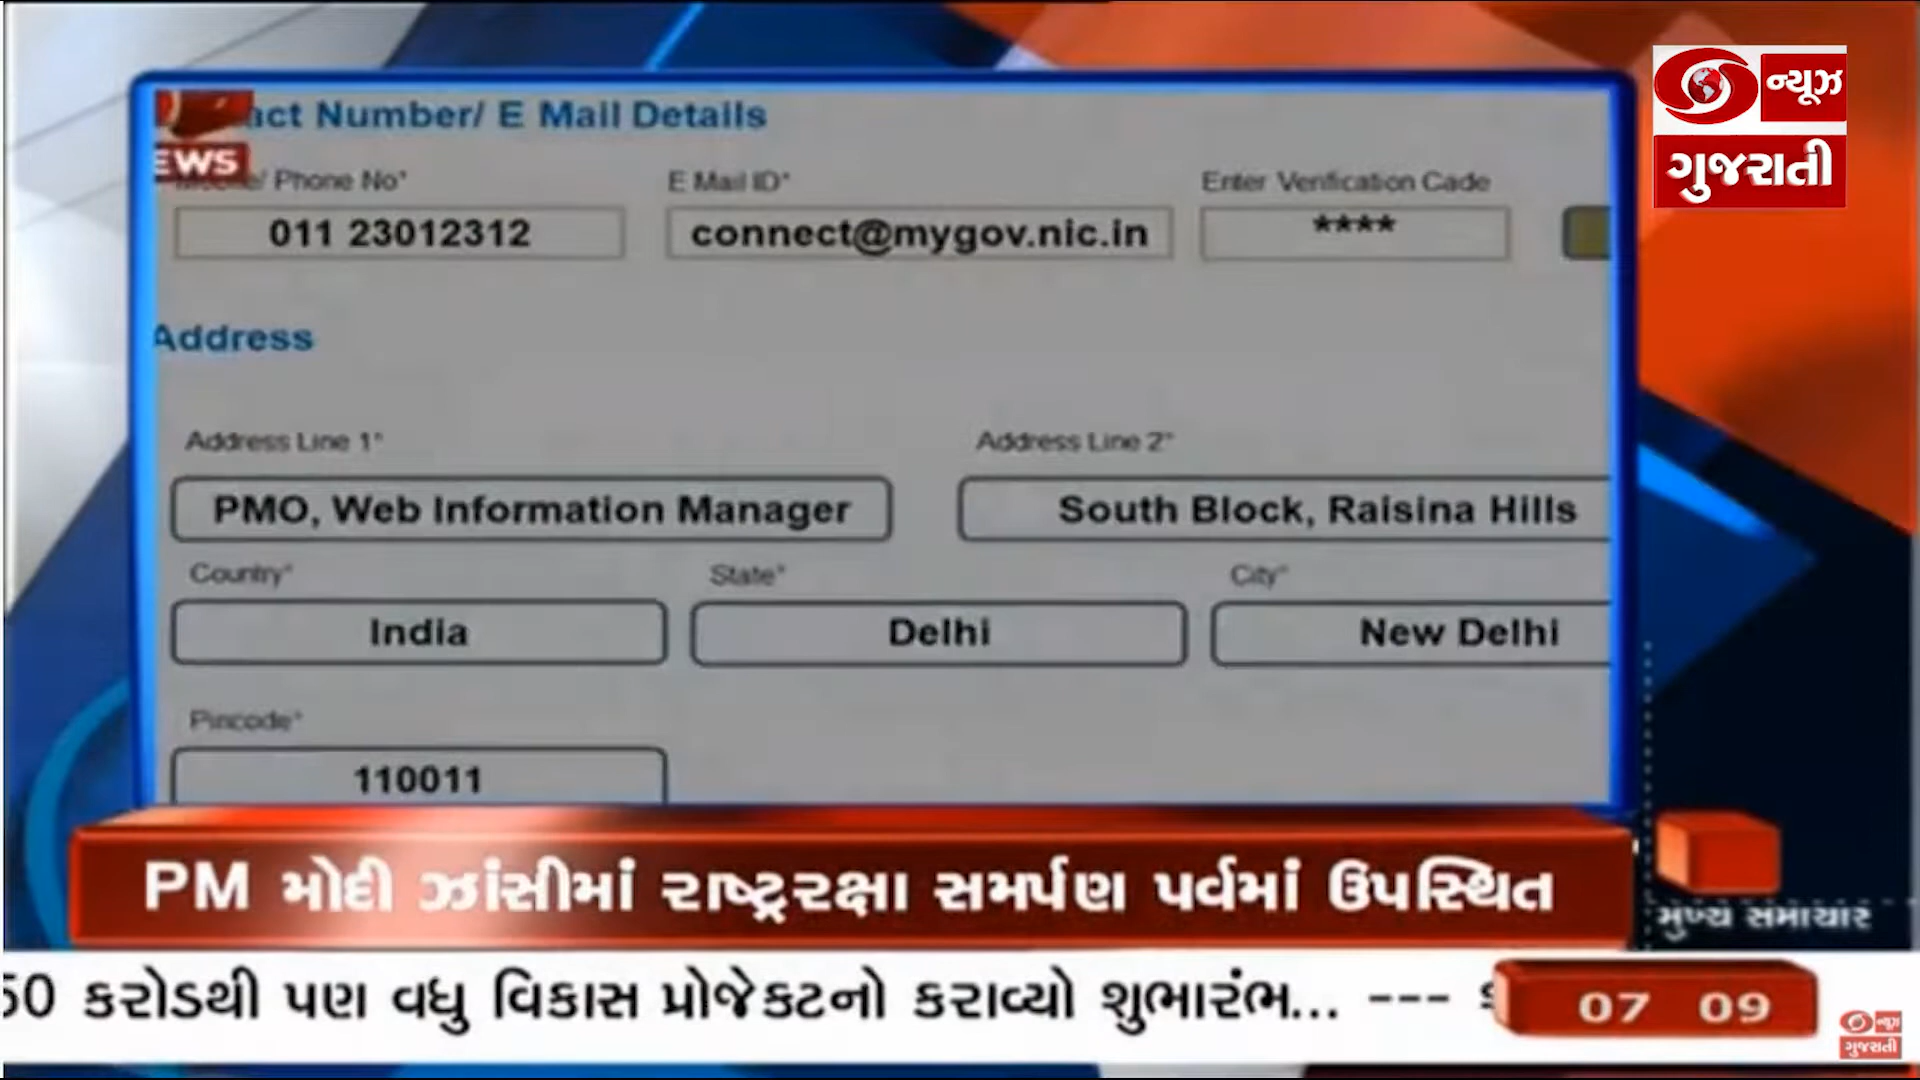 ન્યૂઝ
ગુજરાતી
act Number/ E Mail Details
EWS
/ Phone No*
E Mail ID*
Enter Verification Code
011 23012312
connect@mygov.nic.in
****
Address
Address Line 1*
Address Line 2*
PMO, Web Information Manager
South Block, Raisina Hills
Country*
State*
City*
India
Delhi
New Delhi
Pincode*
110011
PM મોદી ઝાંસીમાં રાષ્ટ્રરક્ષા સમર્પણ પર્વમાં ઉપસ્થિત
મુખ્ય સમાચાર
50 કરોડથી પણ વધુ વિકાસ પ્રોજેક્ટનો કરાવ્યો શુભારંભ... ---
07 09
ન્યૂઝ
ગુજરાતી